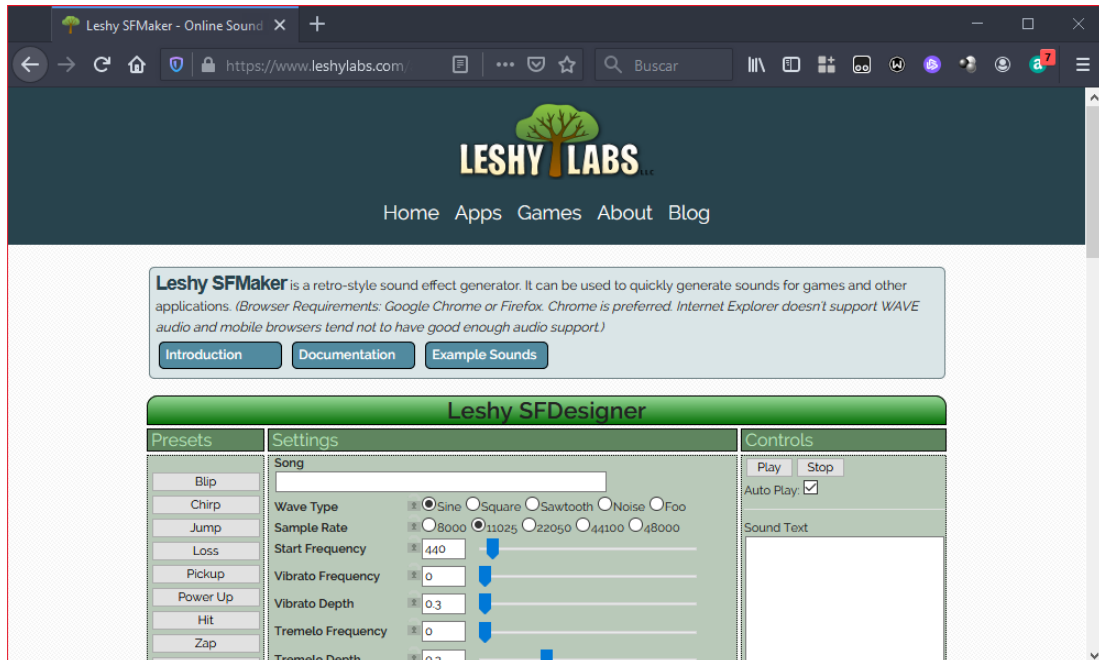 Leshy SFMaker - Online Sound
https://www.leshylabs.com/
Buscar
7
LESHY LABS LLC
Home Apps Games About Blog
Leshy SFMaker is a retro-style sound effect generator. It can be used to quickly generate sounds for games and other
applications. (Browser Requirements: Google Chrome or Firefox. Chrome is preferred. Internet Explorer doesn't support WAVE
audio and mobile browsers tend not to have good enough audio support.)
Introduction Documentation Example Sounds
Leshy SFDesigner
Presets Settings Controls
Song
Play Stop
Blip
Auto Play:
Chirp
Wave Type Sine Square Sawtooth Noise Foo
Jump
Sample Rate 8000 11025 22050 44100 48000
Sound Text
Loss
Start Frequency 440
Pickup
Vibrato Frequency 0
Power Up
Vibrato Depth 0.3
Hit
Tremelo Frequency 0
Zap
Tremelo Depth